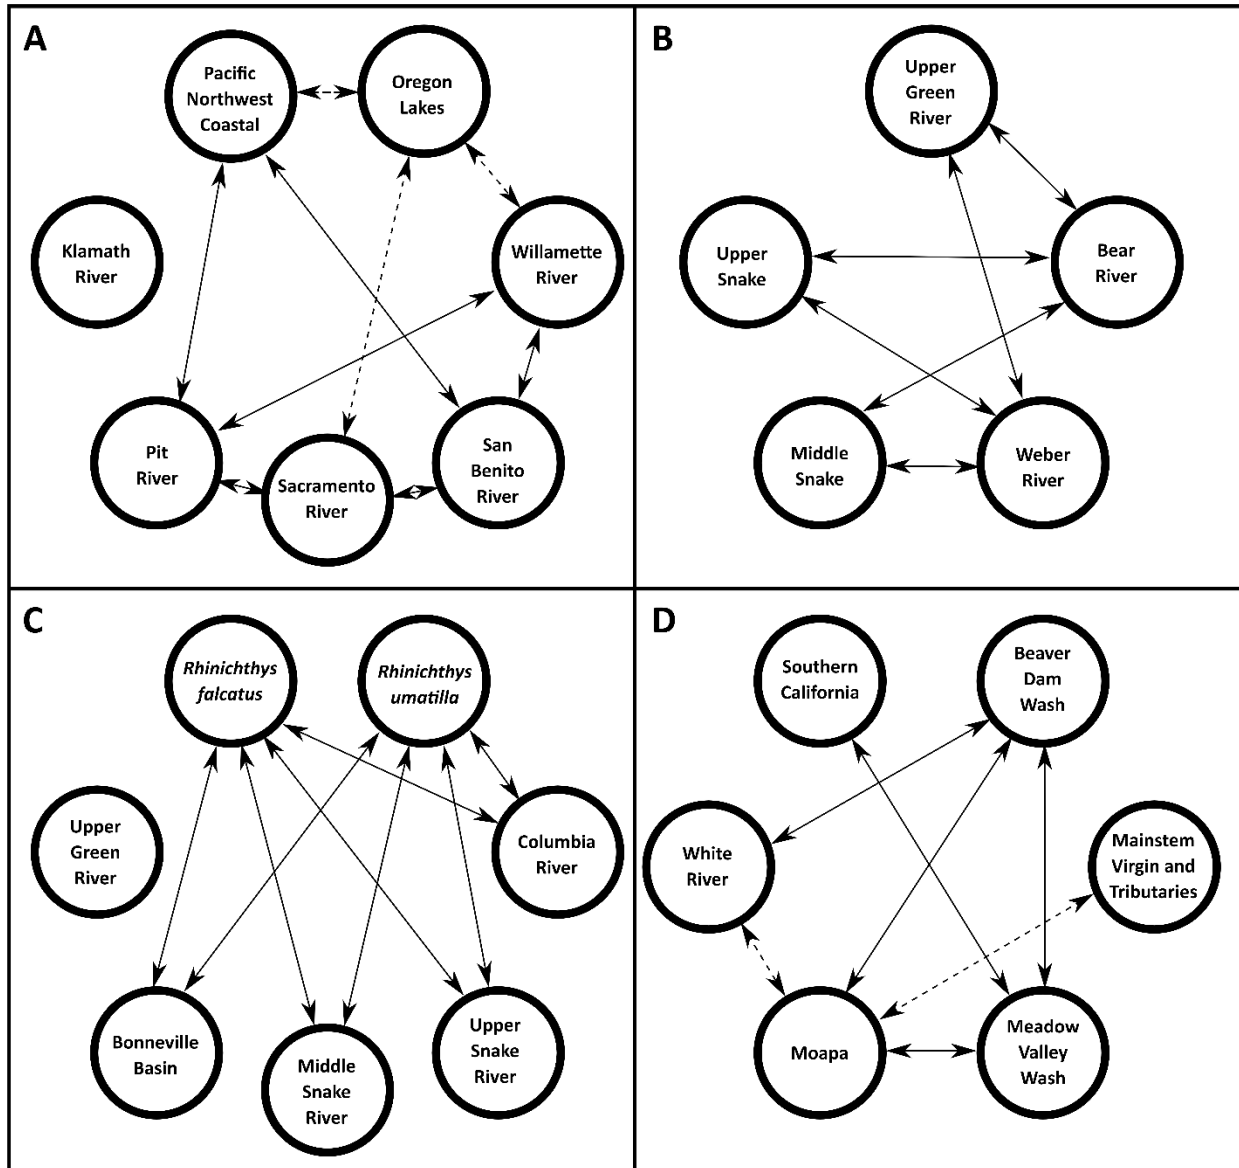 A
Pacific
Northwest
Coastal
Oregon
Lakes
Klamath
River
Willamette
River
Pit
River
Sacramento
River
San
Benito
River
B
Upper
Green
River
Upper
Snake
Bear
River
Middle
Snake
Weber
River
C
Rhinichthys
falcatus
Rhinichthys
umatilla
Upper
Green
River
Columbia
River
Bonneville
Basin
Middle
Snake
River
Upper
Snake
River
D
Southern
California
Beaver
Dam
Wash
White
River
Mainstem
Virgin and
Tributaries
Moapa
Meadow
Valley
Wash